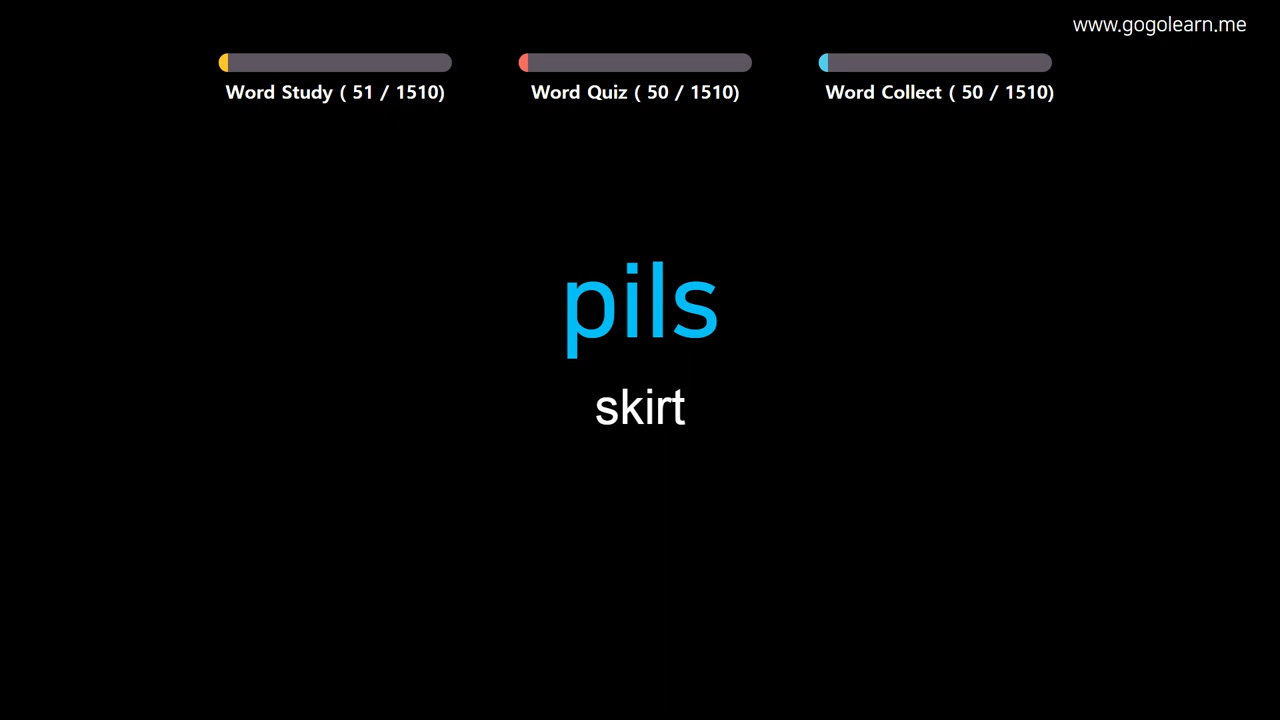 www.gogolearn.me
Word Study ( 51 / 1510)
Word Quiz ( 50 / 1510)
Word Collect ( 50 / 1510)
pils
skirt